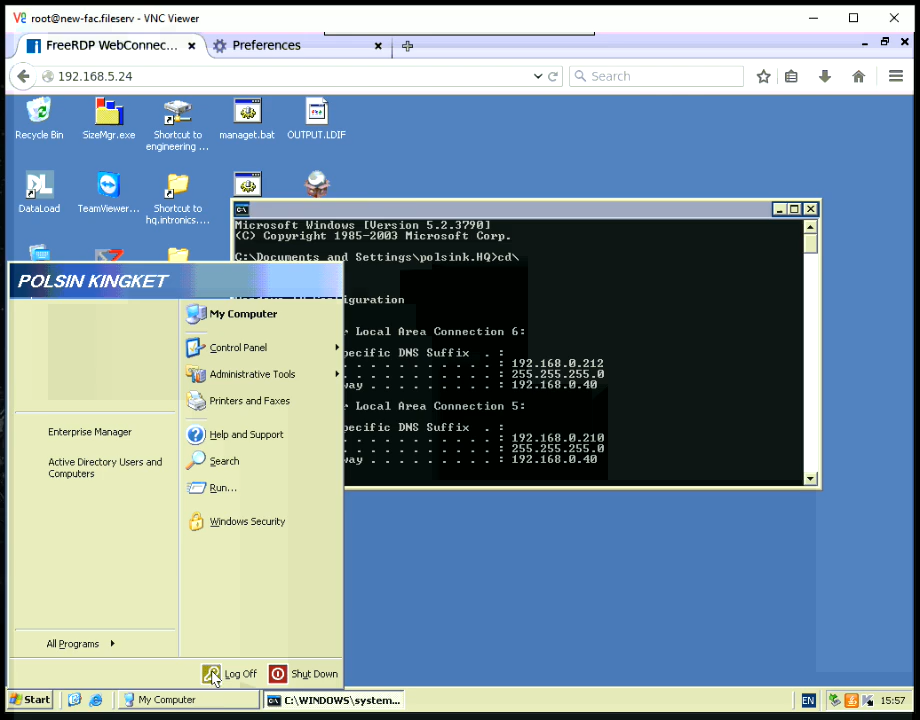 root@new-fac.fileserv - VNC Viewer
FreeRDP WebConnec...
Preferences
192.168.5.24
Search
Recycle Bin
SizeMgr.exe
Shortcut to engineering ...
managet.bat
OUTPUT.LDIF
DataLoad
TeamViewer...
Shortcut to hq.intronics....
Microsoft Windows [Version 5.2.3790]
(C) Copyright 1985-2003 Microsoft Corp.
C:\Documents and Settings\polsink.HQ>cd\
iguration
r Local Area Connection 6:
pecific DNS Suffix . :
. . . . . . . . . . : 192.168.0.212
. . . . . . . . . . : 255.255.255.0
way . . . . . . . . . : 192.168.0.40
r Local Area Connection 5:
pecific DNS Suffix . :
. . . . . . . . . . : 192.168.0.210
. . . . . . . . . . : 255.255.255.0
way . . . . . . . . . : 192.168.0.40
POLSIN KINGKET
My Computer
Control Panel
Administrative Tools
Printers and Faxes
Help and Support
Search
Run...
Windows Security
Enterprise Manager
Active Directory Users and
Computers
All Programs
Log Off
Shut Down
Start
My Computer
C:\WINDOWS\system...
EN
15:57